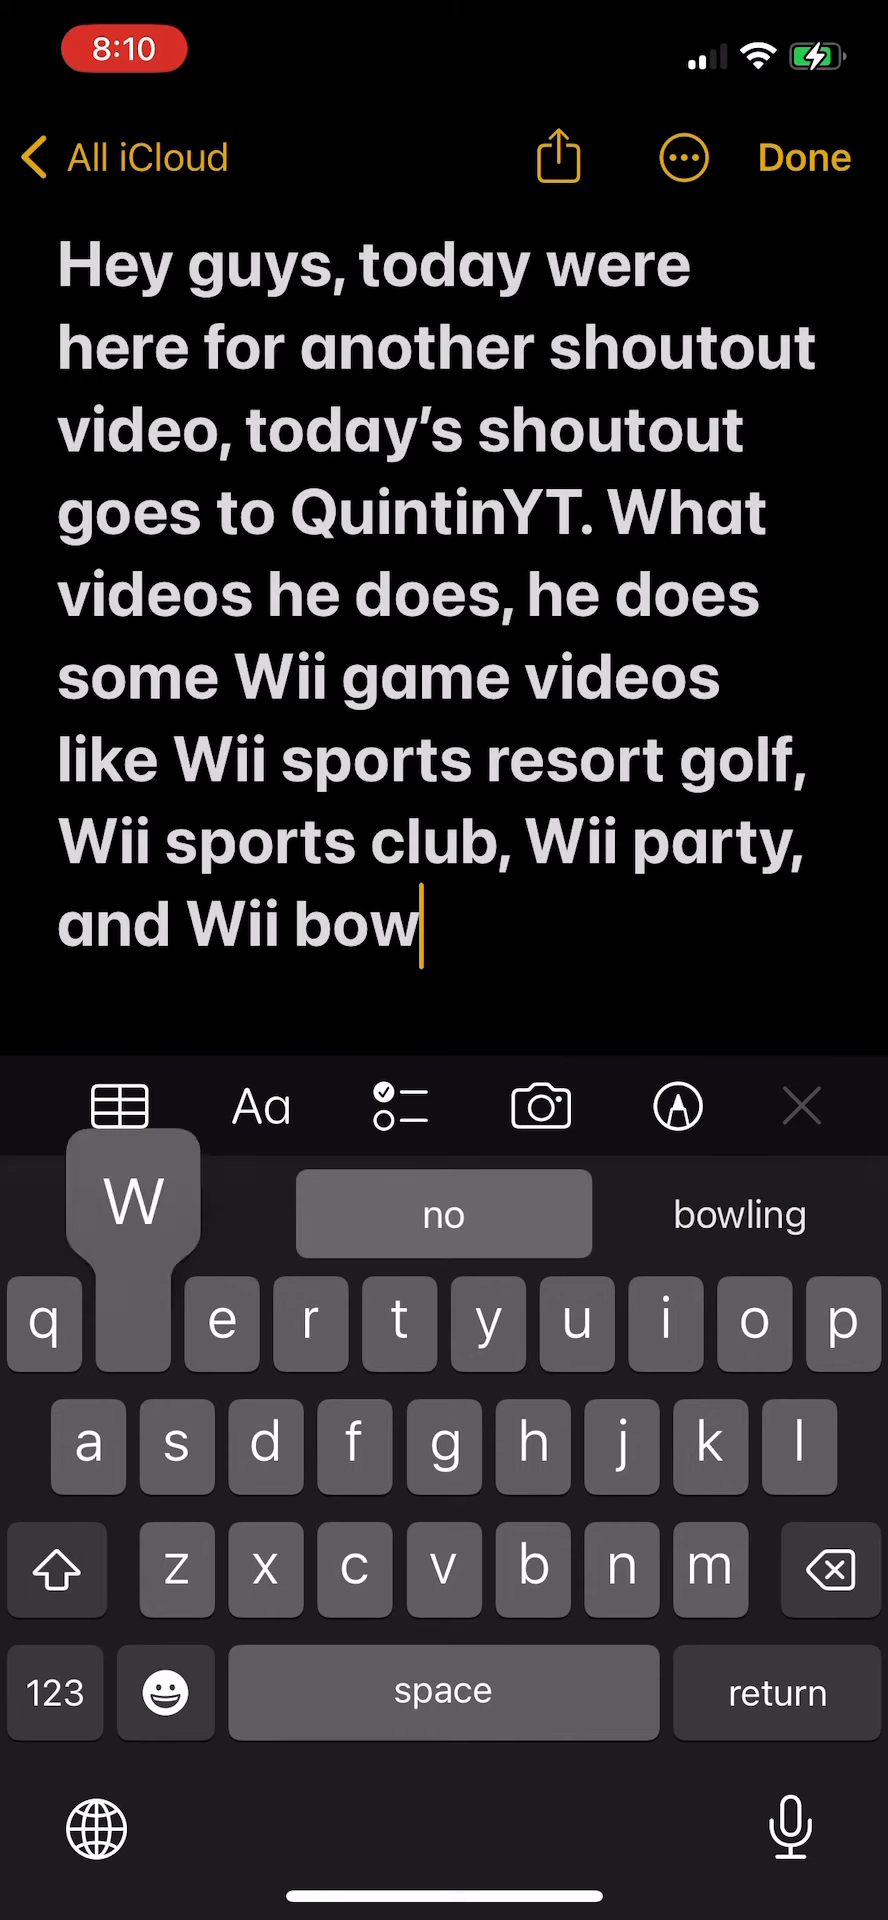 8:10
All iCloud
Done
Hey guys, today were
here for another shoutout
video, today’s shoutout
goes to QuintinYT. What
videos he does, he does
some Wii game videos
like Wii sports resort golf,
Wii sports club, Wii party,
and Wii bow
Aa
W
no
bowling
q e r t y u i o p
a s d f g h j k l
z x c v b n m
123
space
return